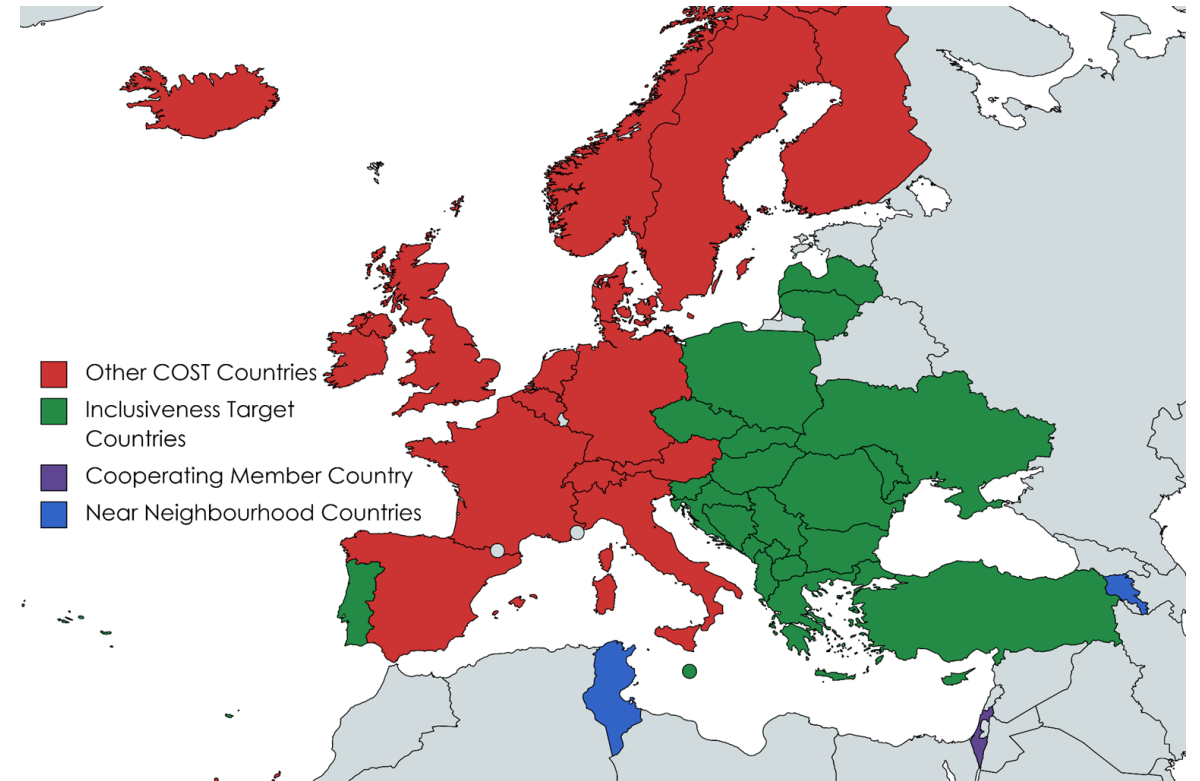 Other COST Countries
Inclusiveness Target
Countries
Cooperating Member Country
Near Neighbourhood Countries